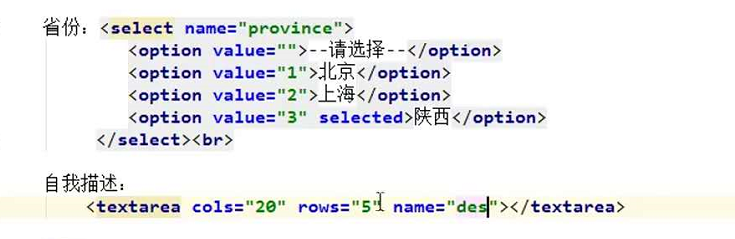 省份：<select name="province">
<option value="">--请选择--</option>
<option value="1">北京</option>
<option value="2">上海</option>
<option value="3" selected>陕西</option>
</select><br>
自我描述：
<textarea cols="20" rows="5" name="des"></textarea>